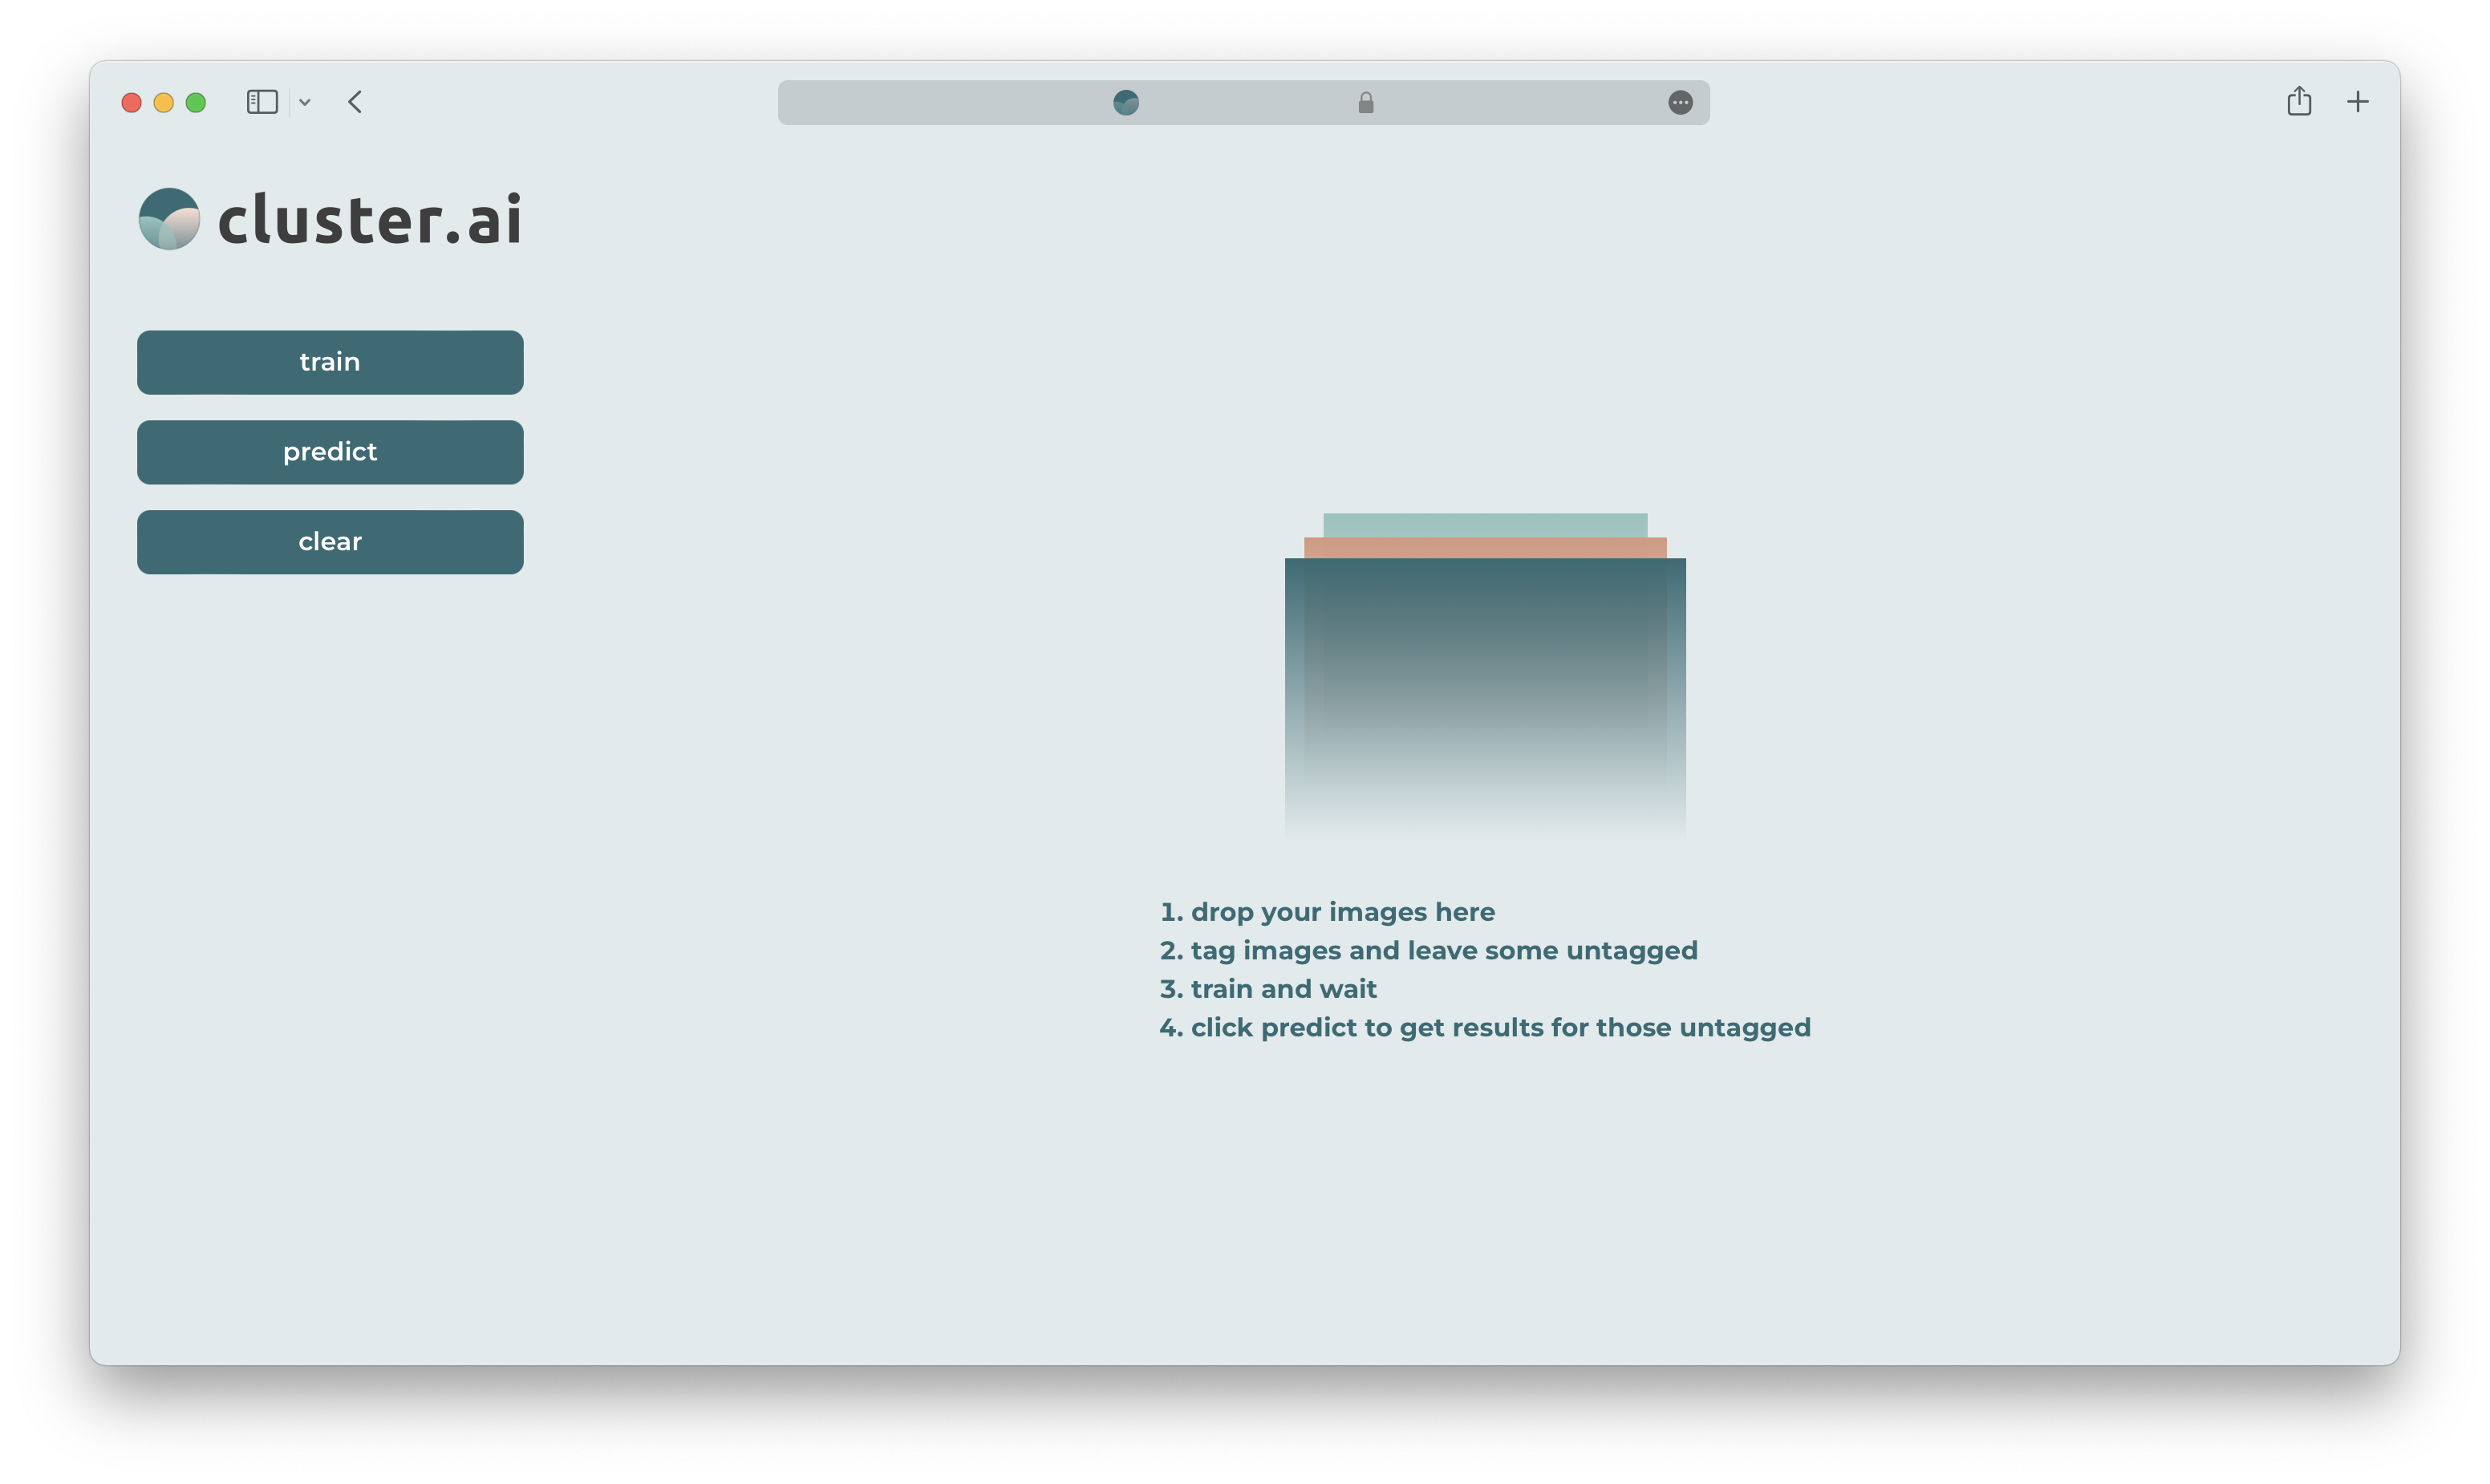 cluster.ai
train
predict
clear
1. drop your images here
2. tag images and leave some untagged
3. train and wait
4. click predict to get results for those untagged